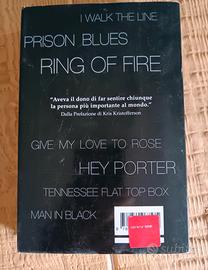 I WALK THE LINE
PRISON BLUES
RING OF FIRE
"Aveva il dono di far sentire chiunque
la persona più importante al mondo."
Dalla Prefazione di Kris Kristofferson
GIVE MY LOVE TO ROSE
HEY PORTER
TENNESSEE FLAT TOP BOX
MAN IN BLACK
subito